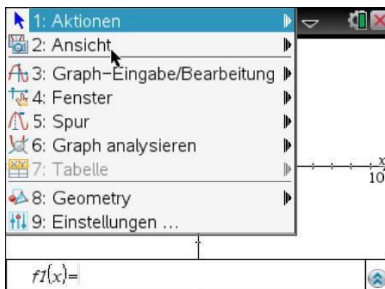 1: Aktionen
2: Ansicht
3: Graph-Eingabe/Bearbeitung
4: Fenster
5: Spur
6: Graph analysieren
7: Tabelle
8: Geometry
9: Einstellungen ...
x
10
f1(x)=